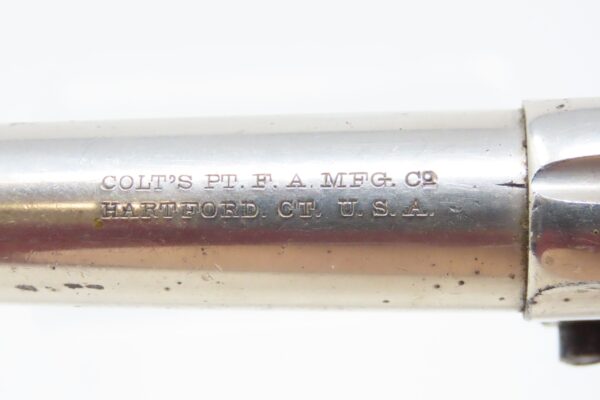 COLT'S PT. F. A. MFG. Co
HARTFORD. CT. U. S. A.